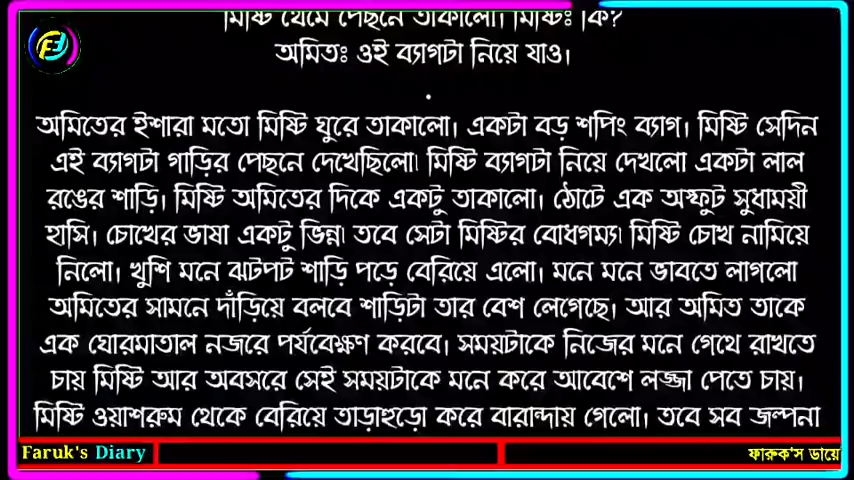 মিষ্টি থেমে পেছনে তাকালো। মিষ্টিঃ কি?
অমিতঃ ওই ব্যাগটা নিয়ে যাও।
.
অমিতের ইশারা মতো মিষ্টি ঘুরে তাকালো। একটা বড় শপিং ব্যাগ। মিষ্টি সেদিন
এই ব্যাগটা গাড়ির পেছনে দেখেছিলো৷ মিষ্টি ব্যাগটা নিয়ে দেখলো একটা লাল
রঙের শাড়ি। মিষ্টি অমিতের দিকে একটু তাকালো। ঠোটে এক অস্ফুট সুধাময়ী
হাসি। চোখের ভাষা একটু ভিন্ন৷ তবে সেটা মিষ্টির বোধগম্য৷ মিষ্টি চোখ নামিয়ে
নিলো। খুশি মনে ঝটপট শাড়ি পড়ে বেরিয়ে এলো। মনে মনে ভাবতে লাগলো
অমিতের সামনে দাঁড়িয়ে বলবে শাড়িটা তার বেশ লেগেছে। আর অমিত তাকে
এক ঘোরমাতাল নজরে পর্যবেক্ষণ করবে। সময়টাকে নিজের মনে গেথে রাখতে
চায় মিষ্টি আর অবসরে সেই সময়টাকে মনে করে আবেশে লজ্জা পেতে চায়।
মিষ্টি ওয়াশরুম থেকে বেরিয়ে তাড়াহুড়ো করে বারান্দায় গেলো। তবে সব জল্পনা
Faruk's Diary
ফারুক'স ডায়ে